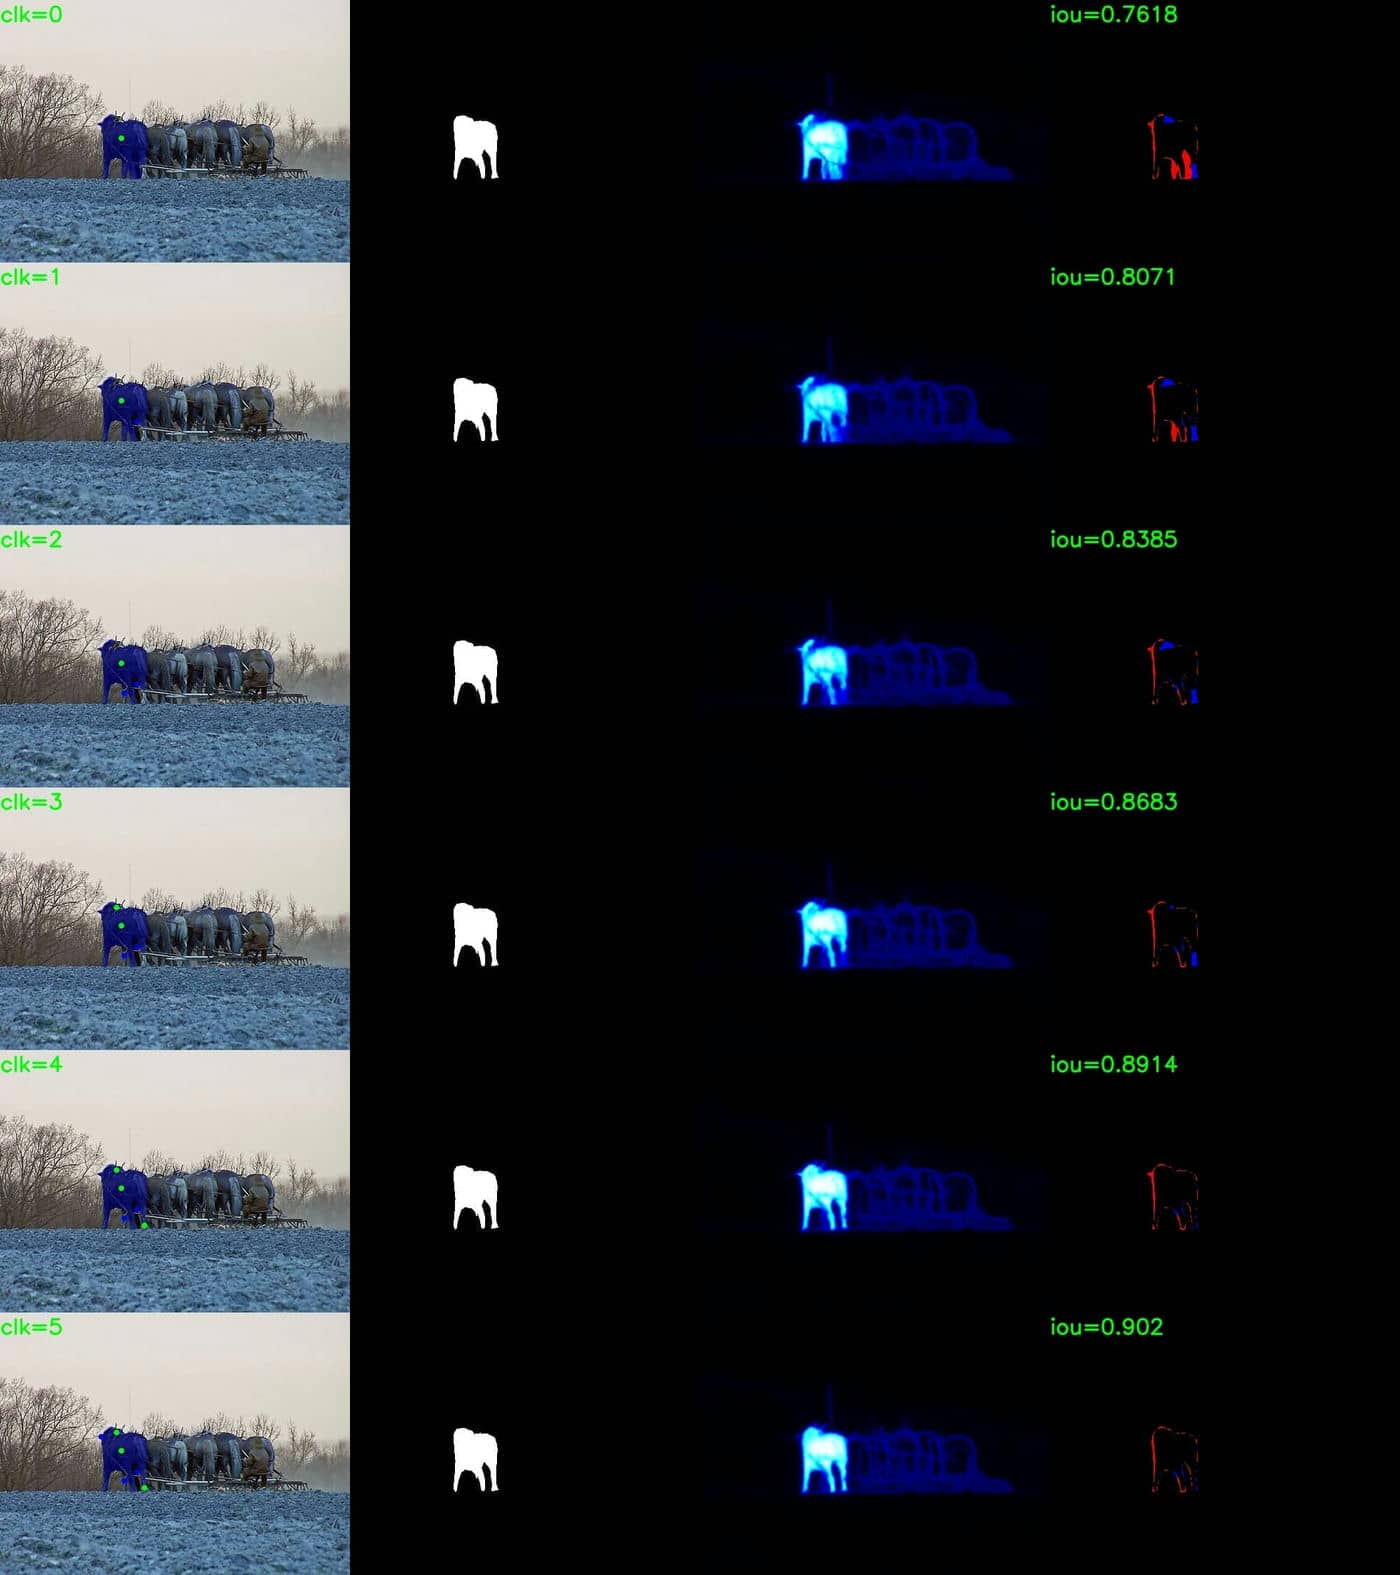 clk=0 iou=0.7618
clk=1 iou=0.8071
clk=2 iou=0.8385
clk=3 iou=0.8683
clk=4 iou=0.8914
clk=5 iou=0.902